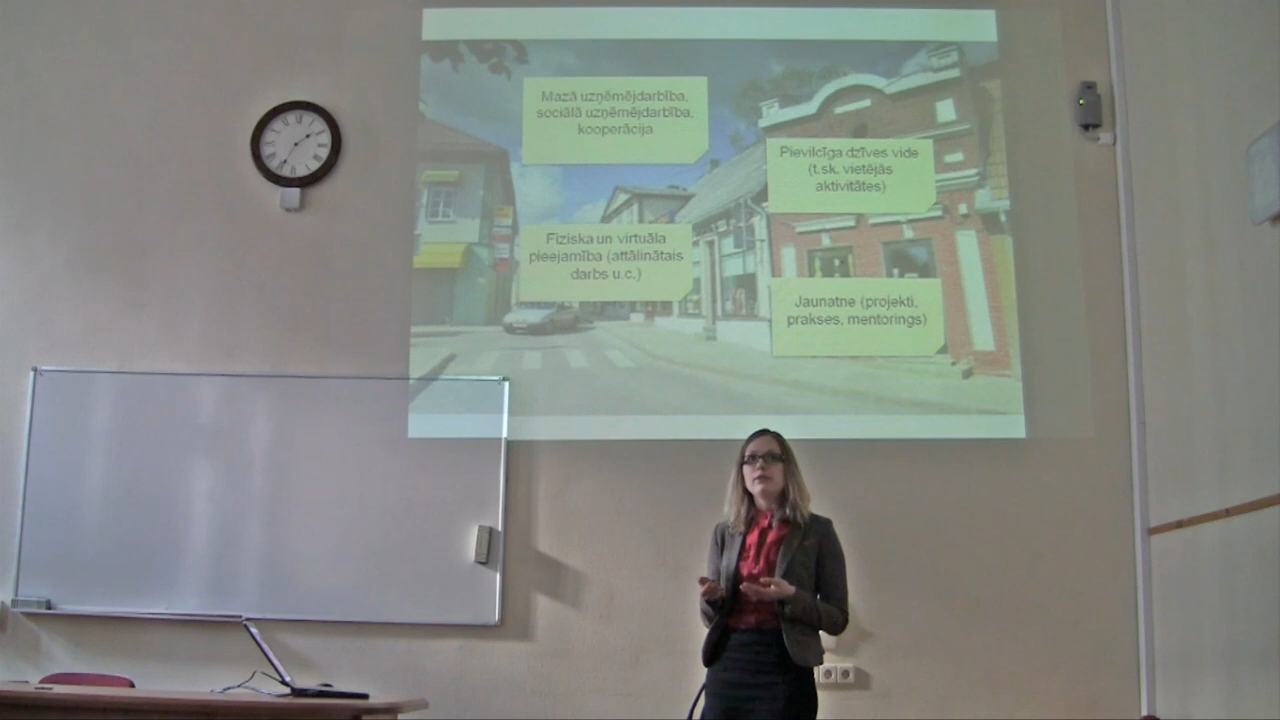 Mazā uzņēmējdarbība,
sociālā uzņēmējdarbība,
kooperācija
Pievilcīga dzīves vide
(t.sk. vietējās
aktivitātes)
Fiziska un virtuāla
pieejamība (attālinātais
darbs u.c.)
Jaunatne (projekti,
prakses, mentorings)